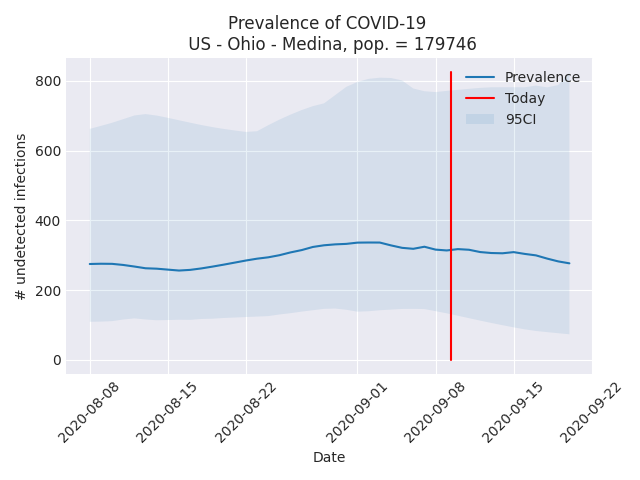 Prevalence of COVID-19
US - Ohio - Medina, pop. = 179746
Prevalence
Today
95CI
# undetected infections
800
600
400
200
0
2020-08-08
2020-08-15
2020-08-22
2020-09-01
2020-09-08
2020-09-15
2020-09-22
Date